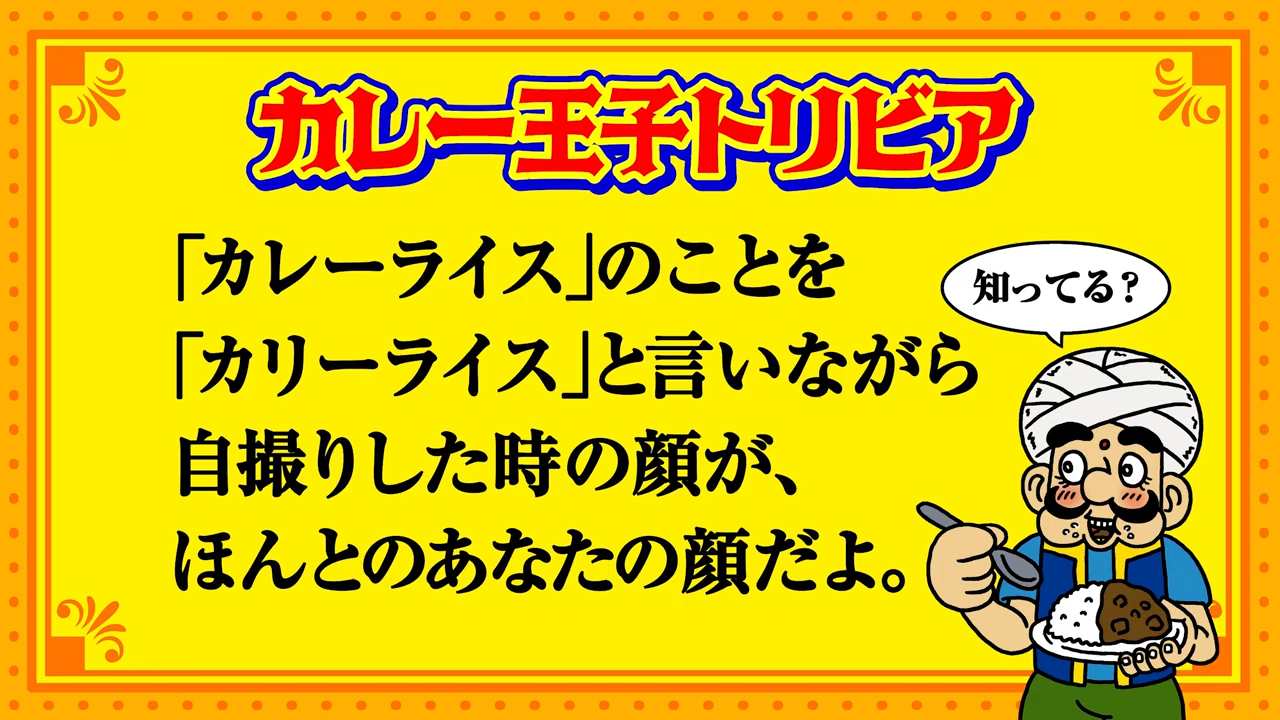 カレー王子トリビア
「カレーライス」のことを
「カリーライス」と言いながら
自撮りした時の顔が、
ほんとのあなたの顔だよ。
知ってる?